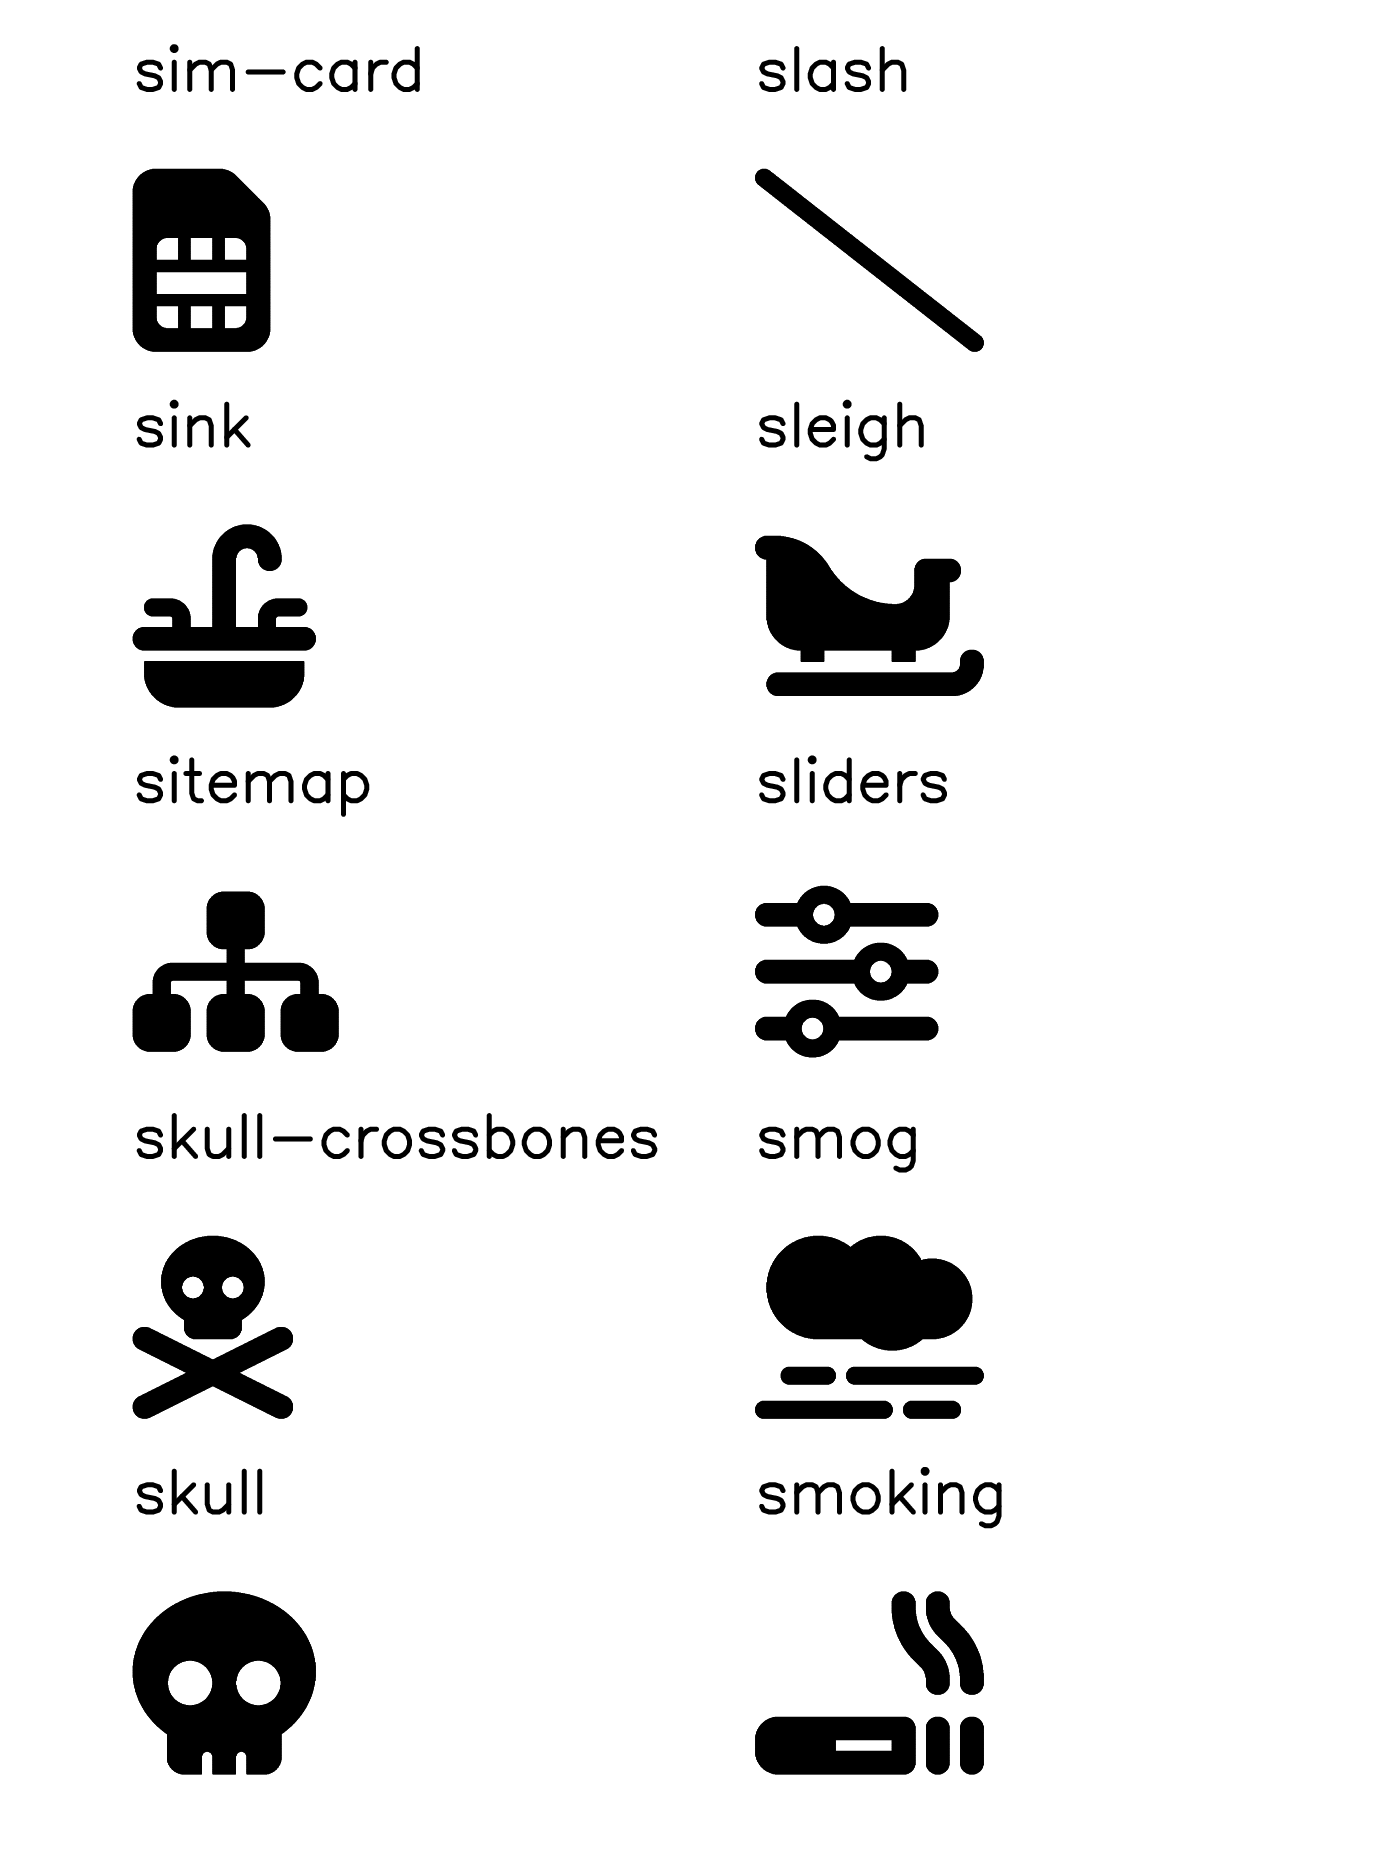 sim-card
sink
sitemap
skull-crossbones
skull
slash
sleigh
sliders
smog
smoking